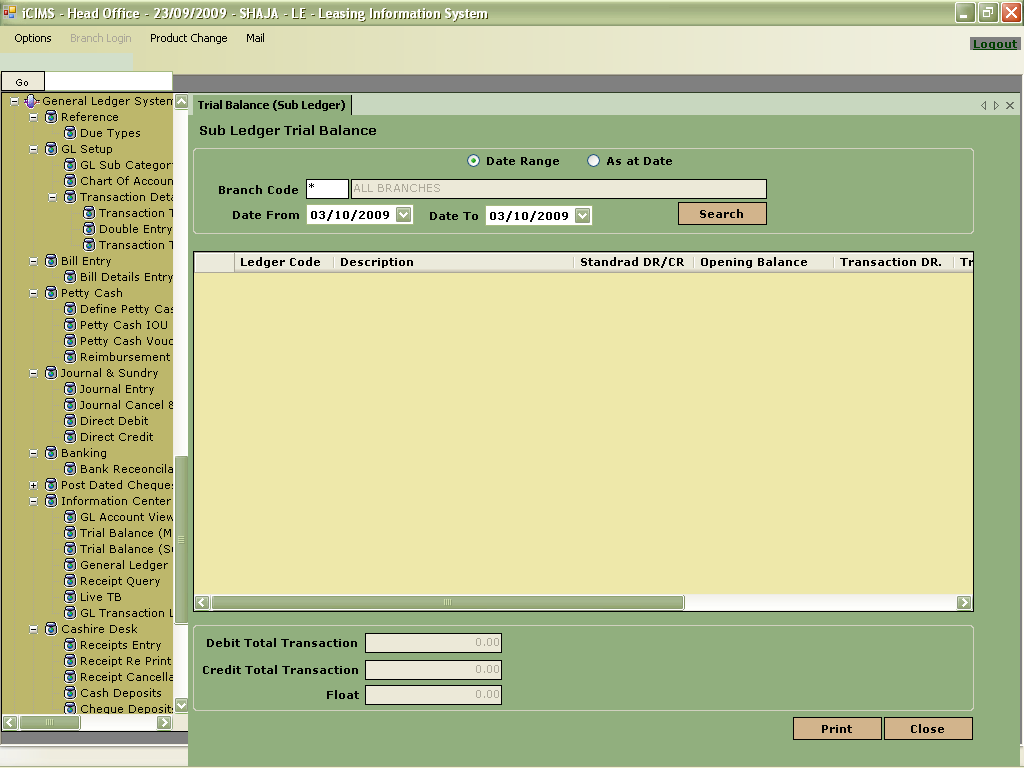 iCIMS - Head Office - 23/09/2009 - SHAJA - LE - Leasing Information System
Options Branch Login Product Change Mail
Logout
Go
General Ledger System
Reference
Due Types
GL Setup
GL Sub Categor
Chart Of Accoun
Transaction Deta
Transaction T
Double Entry
Transaction T
Bill Entry
Bill Details Entry
Petty Cash
Define Petty Cas
Petty Cash IOU
Petty Cash Vouc
Reimbursement
Journal & Sundry
Journal Entry
Journal Cancel &
Direct Debit
Direct Credit
Banking
Bank Receoncila
Post Dated Cheques
Information Center
GL Account View
Trial Balance (M
Trial Balance (S
General Ledger
Receipt Query
Live TB
GL Transaction L
Cashire Desk
Receipts Entry
Receipt Re Print
Receipt Cancella
Cash Deposits
Cheque Deposits
Trial Balance (Sub Ledger)
Sub Ledger Trial Balance
Date Range As at Date
Branch Code * ALL BRANCHES
Date From 03/10/2009 Date To 03/10/2009 Search
Ledger Code Description Standrad DR/CR Opening Balance Transaction DR. Tr
Debit Total Transaction 0.00
Credit Total Transaction 0.00
Float 0.00
Print Close